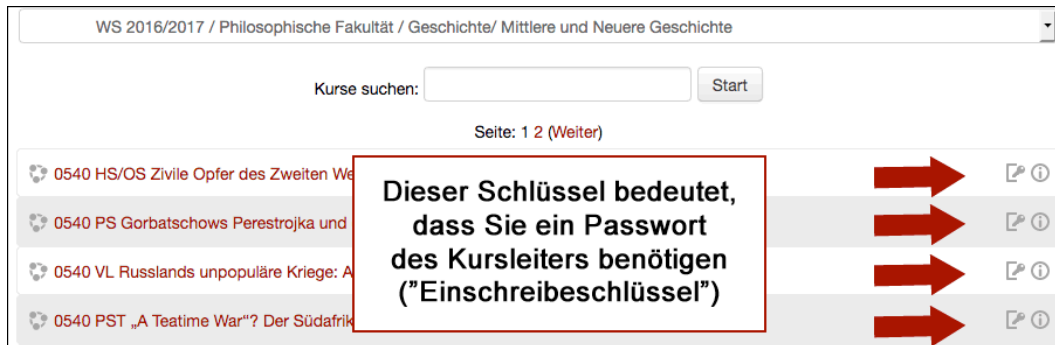 WS 2016/2017 / Philosophische Fakultät / Geschichte/ Mittlere und Neuere Geschichte
Kurse suchen: Start
Seite: 1 2 (Weiter)
0540 HS/OS Zivile Opfer des Zweiten
0540 PS Gorbatschows Perestrojka und
0540 VL Russlands unpopuläre Kriege:
0540 PST „A Teatime War“? Der
Dieser Schlüssel bedeutet,
dass Sie ein Passwort
des Kursleiters benötigen
(”Einschreibeschlüssel”)